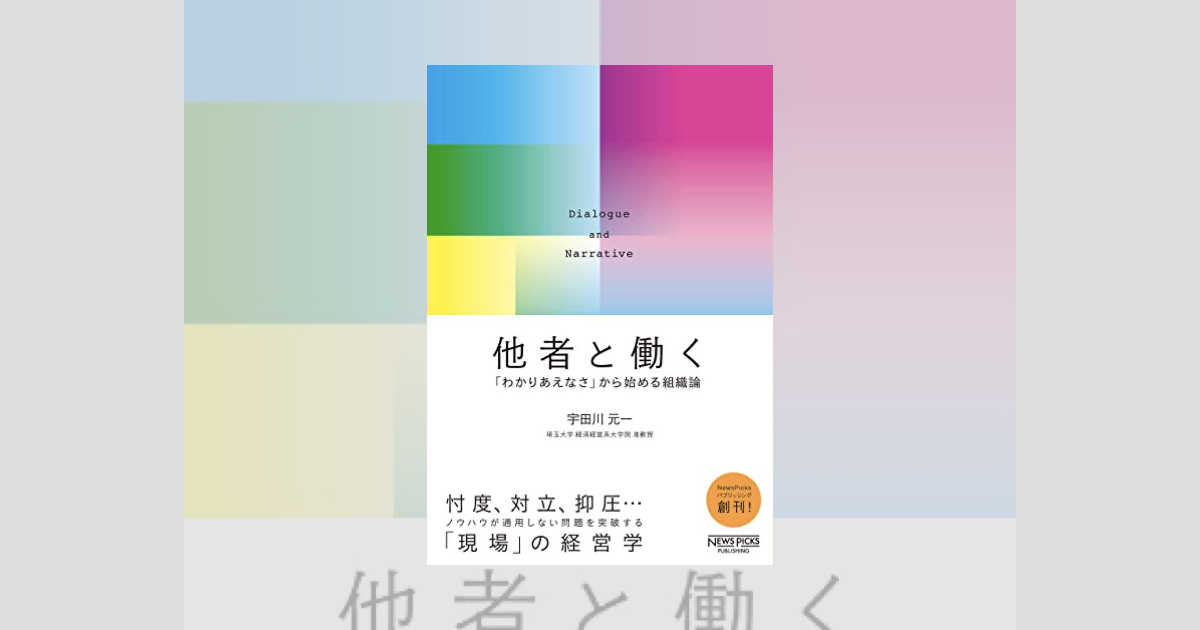 Dialogue
and
Narrative
他者と働く
「わかりあえなさ」から始める組織論
宇田川 元一
埼玉大学 経済経営系大学院 准教授
忖度、対立、抑圧…
ノウハウが通用しない問題を突破する
「現場」の経営学
NewsPicks
パブリッシング
創刊!
NEWSPICKS
PUBLISHING
他者と働く